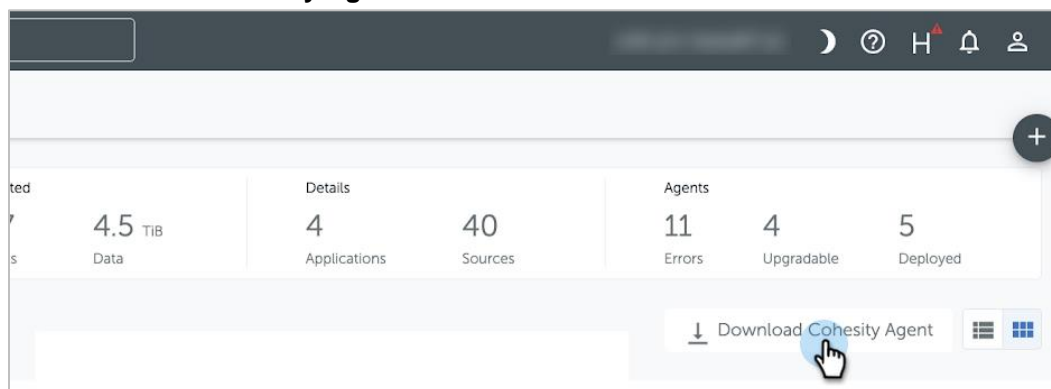 H
+
ted Details Agents
4.5 TiB 4 40 11 4 5
s Data Applications Sources Errors Upgradable Deployed
Download Cohesity Agent